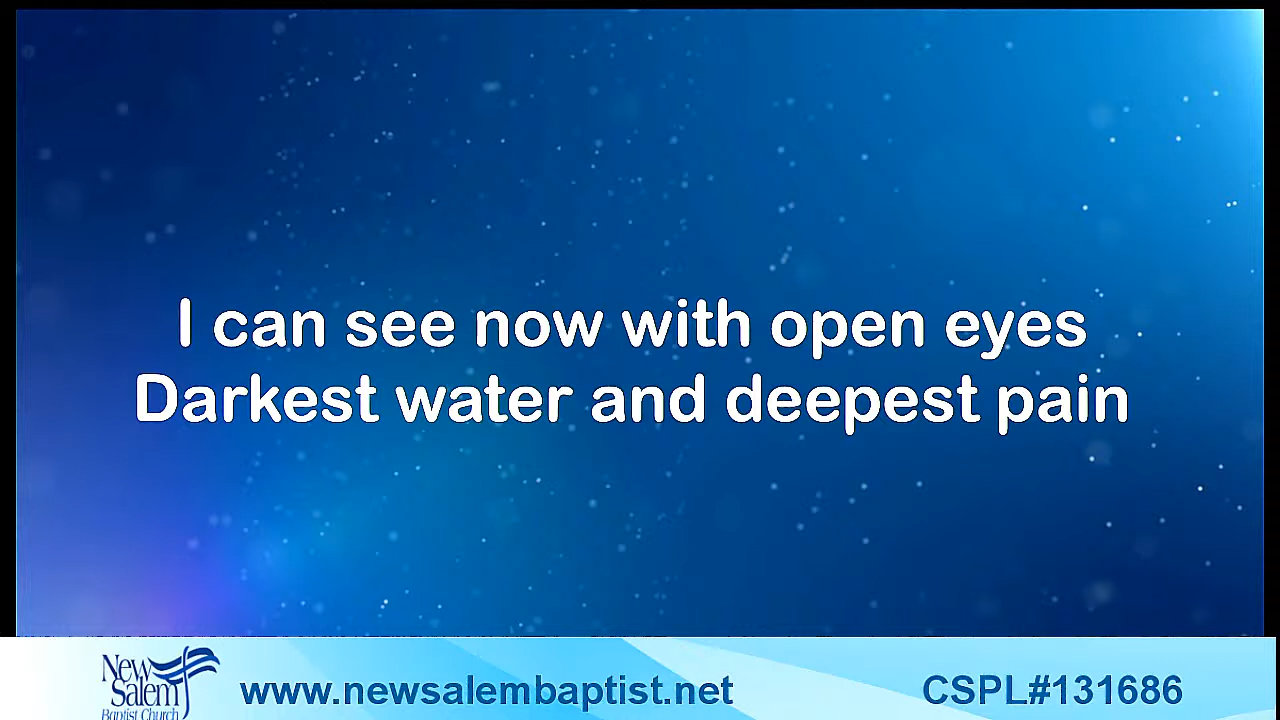 I can see now with open eyes
Darkest water and deepest pain
New
Salem
Baptist Church
www.newsalembaptist.net
CSPL#131686